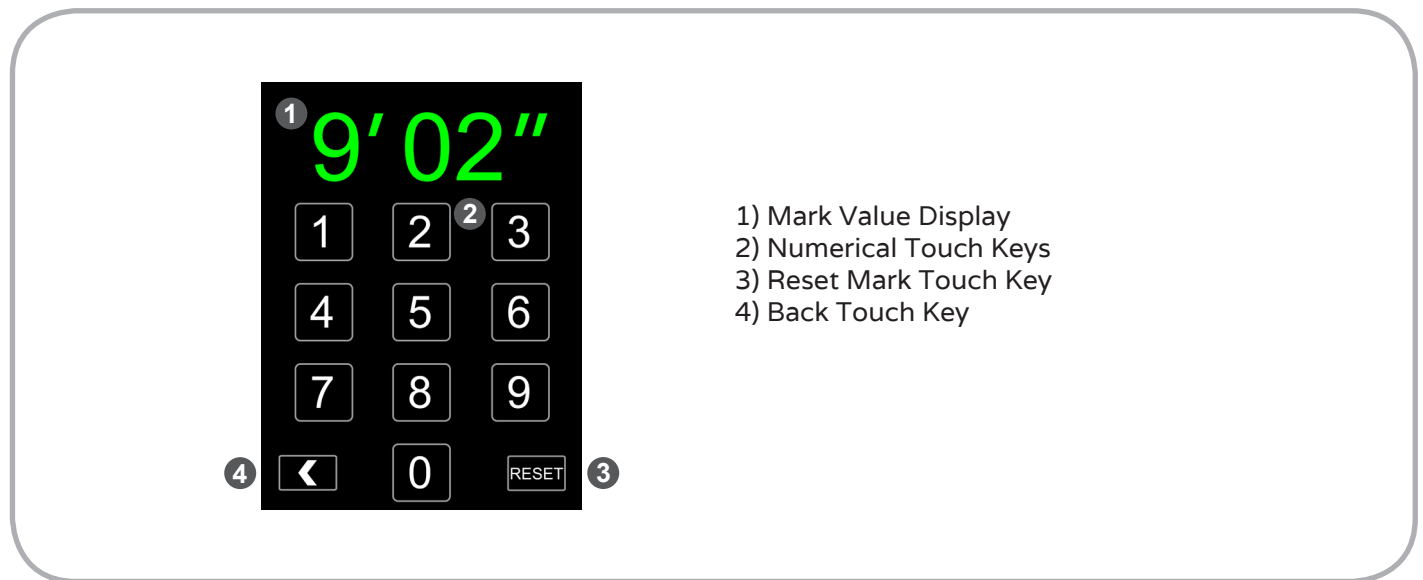 1
9′ 02″
2
1 2 3
4 5 6
7 8 9
4
❮ 0 RESET
3
1) Mark Value Display
2) Numerical Touch Keys
3) Reset Mark Touch Key
4) Back Touch Key